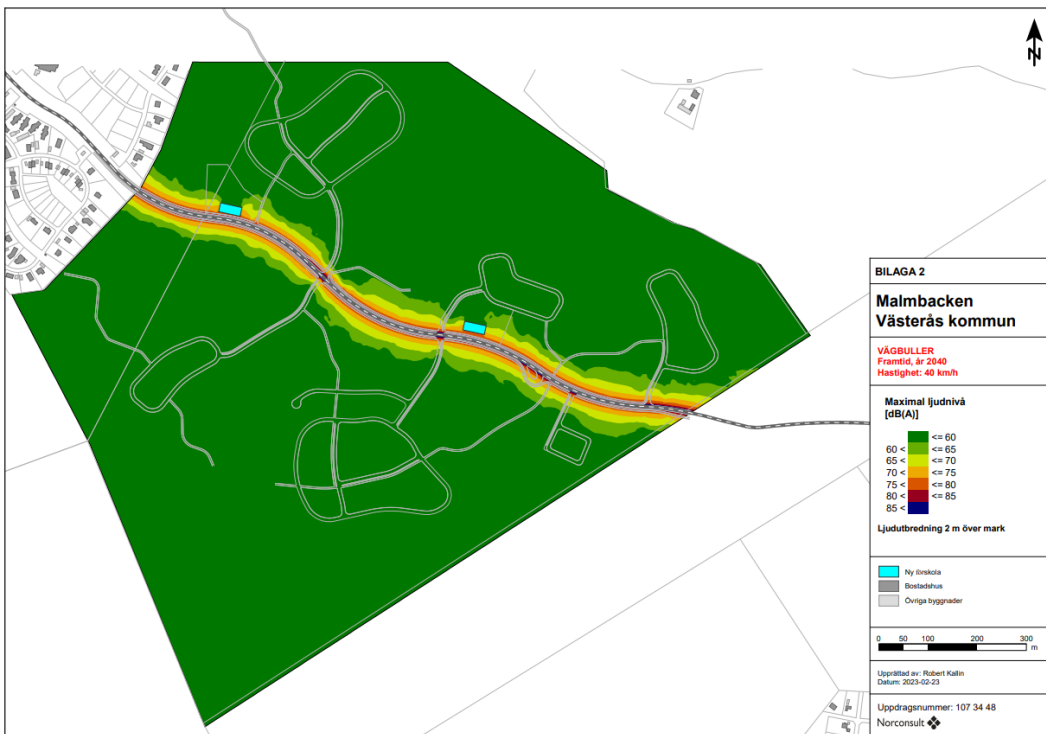 N
BILAGA 2
Malmbacken
Västerås kommun
VÄGBULLER
Framtid, år 2040
Hastighet: 40 km/h
Maximal ljudnivå
[dB(A)]
<= 60
60 < <= 65
65 < <= 70
70 < <= 75
75 < <= 80
80 < <= 85
85 <
Ljudutbredning 2 m över mark
Ny förskola
Bostadshus
Övriga byggnader
0 50 100 200 300
m
Upprättad av: Robert Kallin
Datum: 2023-02-23
Uppdragsnummer: 107 34 48
Norconsult